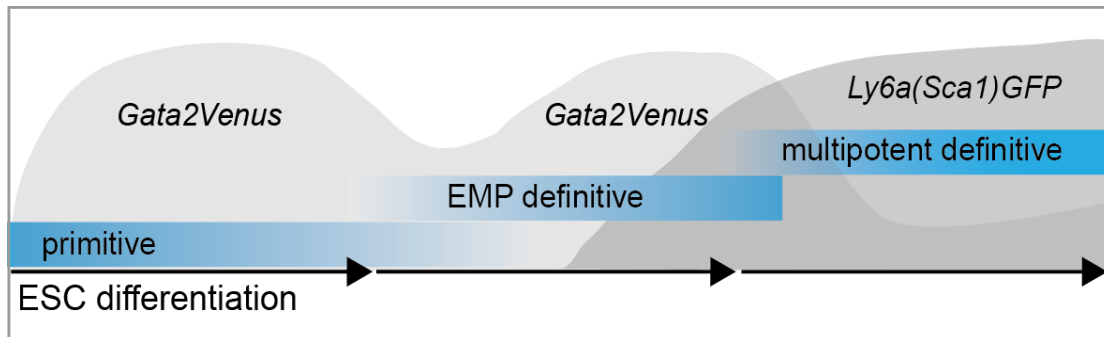 Gata2Venus
Gata2Venus
Ly6a(Sca1)GFP
multipotent definitive
EMP definitive
primitive
ESC differentiation